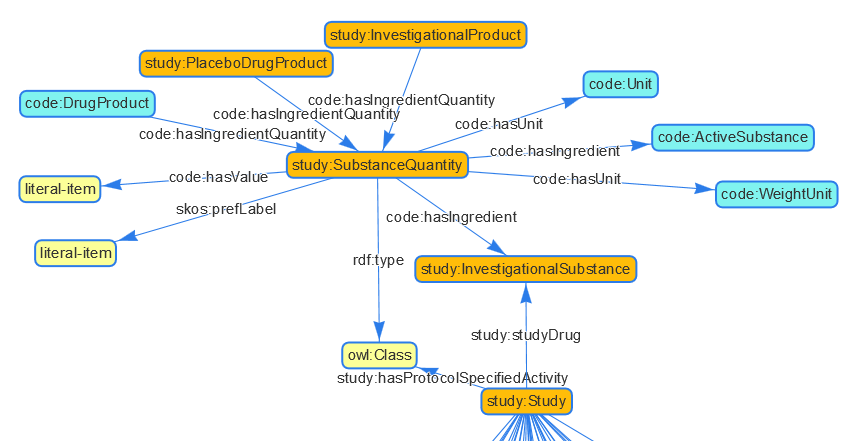 study:InvestigationalProduct
study:PlaceboDrugProduct
code:Unit
code:DrugProduct
code:hasIngredientQuantity
code:hasIngredientQuantity
code:hasUnit
code:hasIngredientQuantity
code:ActiveSubstance
code:hasIngredient
study:SubstanceQuantity
code:hasValue
code:hasUnit
literal-item
code:WeightUnit
skos:prefLabel
code:hasIngredient
literal-item
rdf:type
study:InvestigationalSubstance
study:studyDrug
owl:Class
study:hasProtocolSpecifiedActivity
study:Study